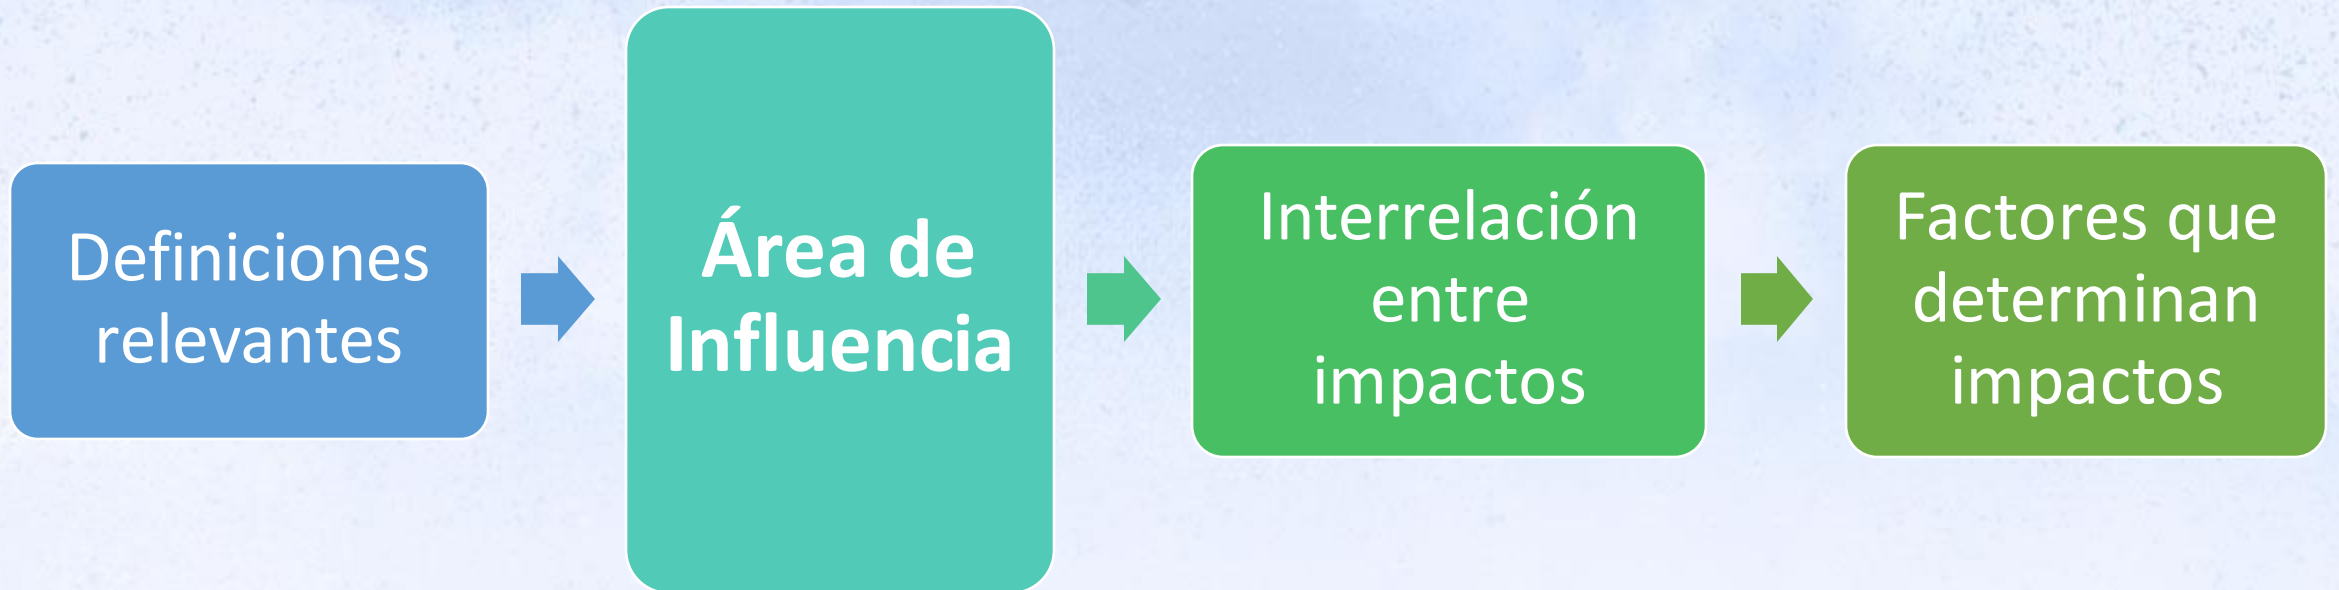 Definiciones
relevantes
Área de
Influencia
Interrelación
entre
impactos
Factores que
determinan
impactos